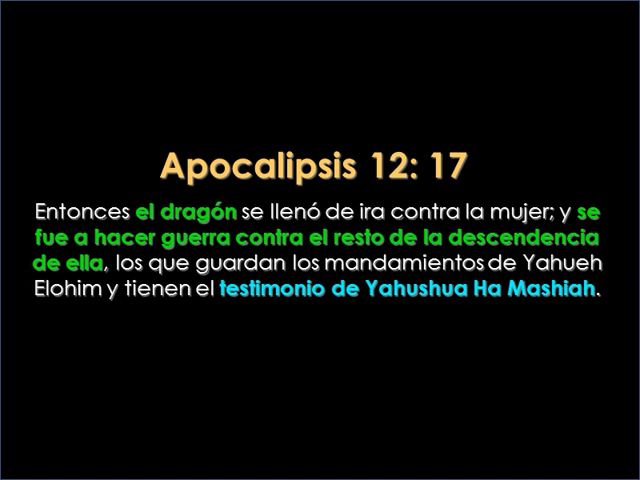 Apocalipsis 12: 17
Entonces el dragón se llenó de ira contra la mujer; y se
fue a hacer guerra contra el resto de la descendencia
de ella, los que guardan los mandamientos de Yahueh
Elohim y tienen el testimonio de Yahushua Ha Mashiah.